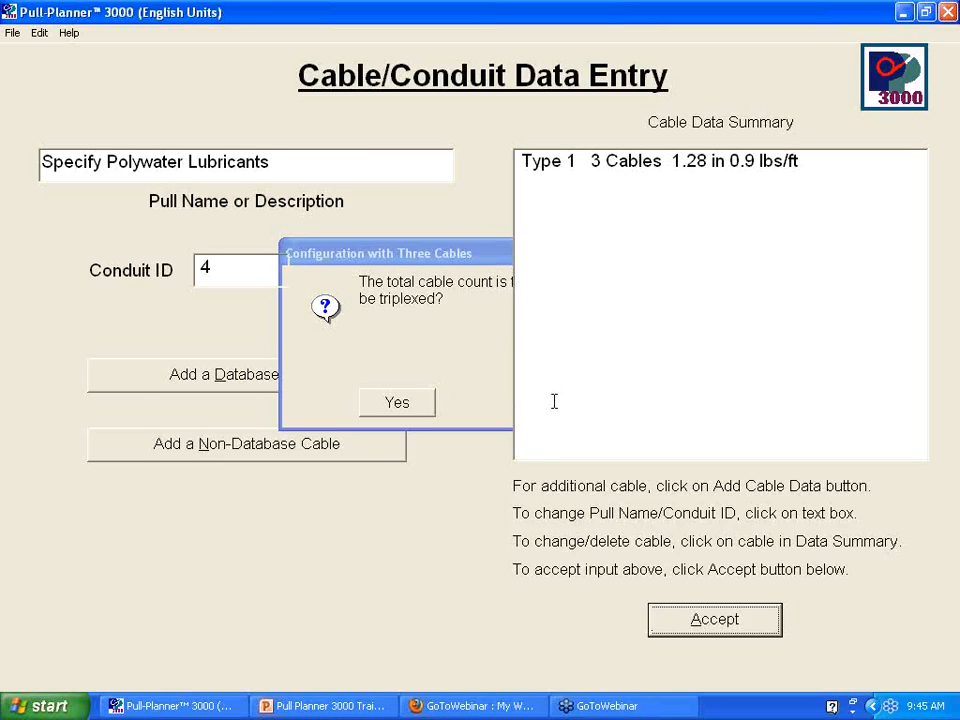 Pull-Planner™ 3000 (English Units)
File Edit Help
Cable/Conduit Data Entry
3000
Cable Data Summary
Specify Polywater Lubricants
Type 1 3 Cables 1.28 in 0.9 lbs/ft
Pull Name or Description
Configuration with Three Cables
Conduit ID 4
The total cable count is
be triplexed?
Add a Database
Yes
Add a Non-Database Cable
For additional cable, click on Add Cable Data button.
To change Pull Name/Conduit ID, click on text box.
To change/delete cable, click on cable in Data Summary.
To accept input above, click Accept button below.
Accept
start Pull-Planner™ 3000 (... Pull Planner 3000 Trai... GoToWebinar : My W... GoToWebinar 9:45 AM